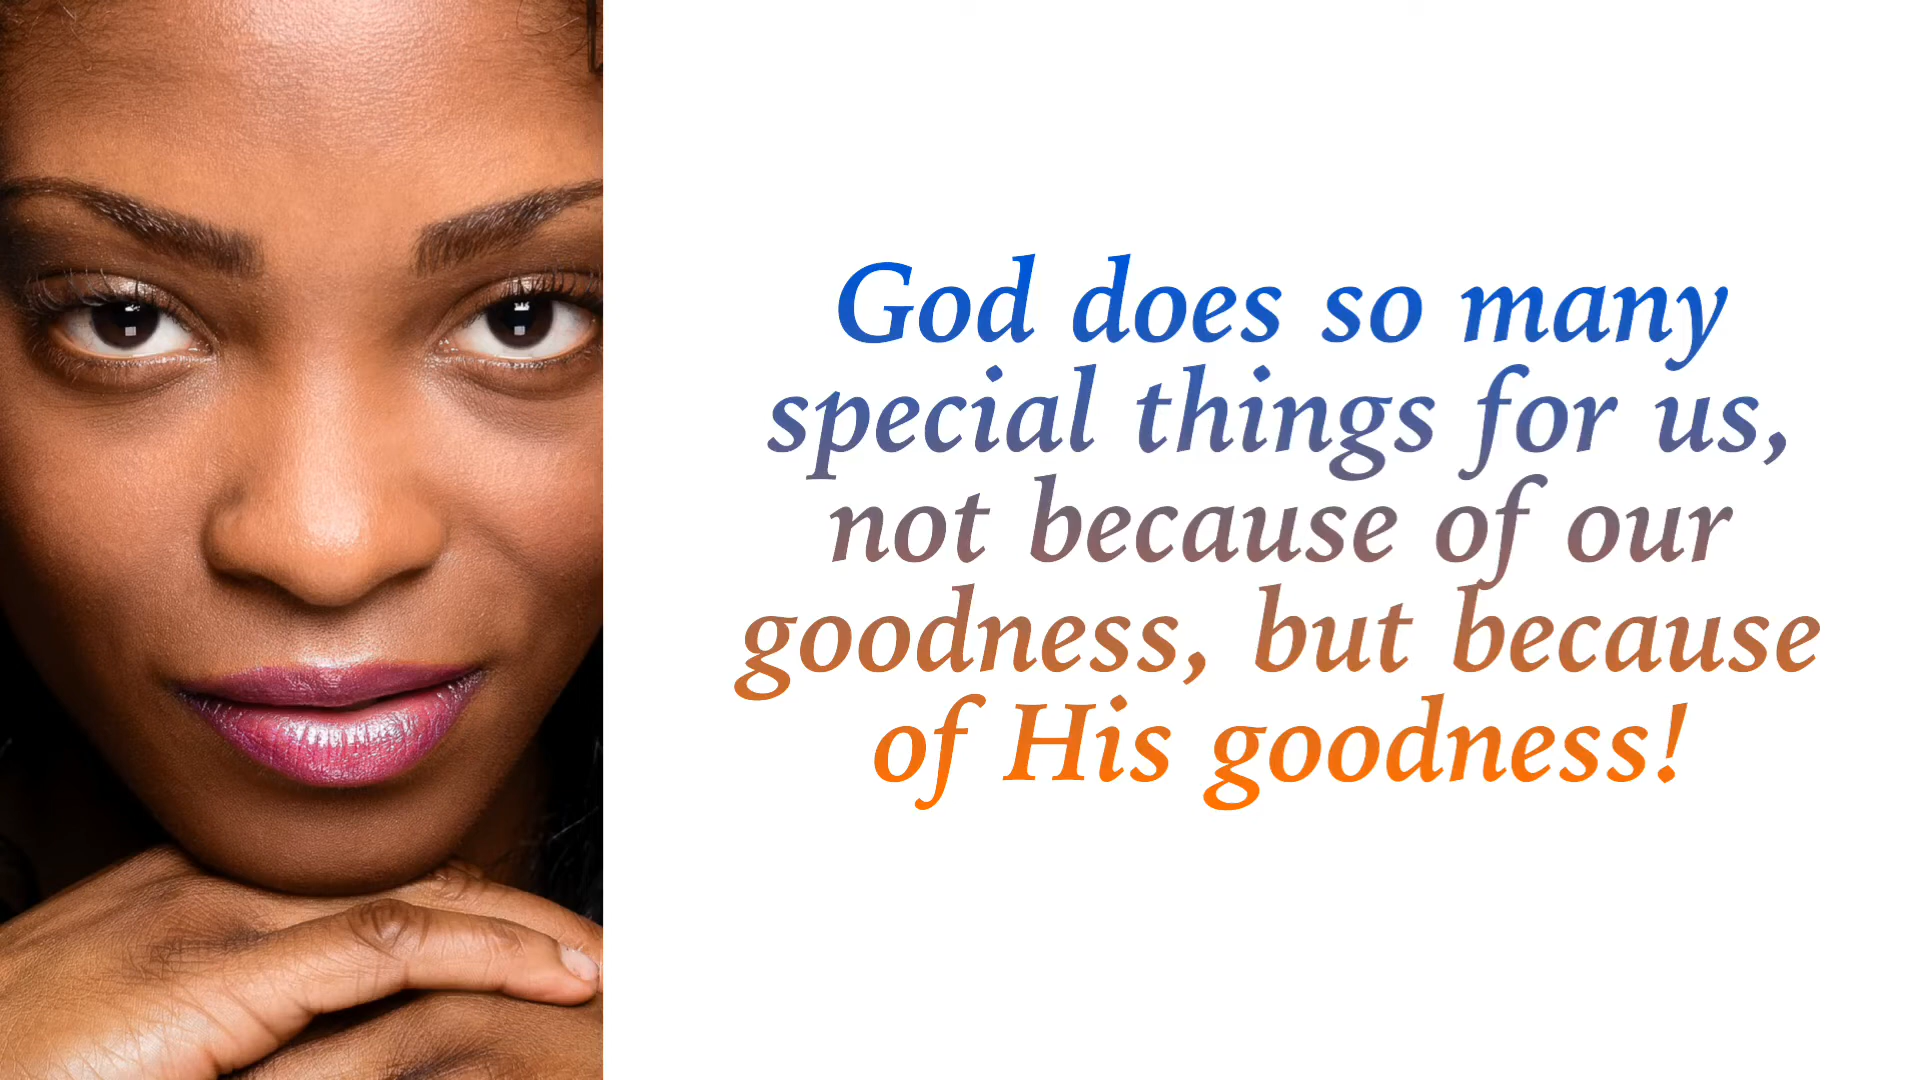 God does so many
special things for us,
not because of our
goodness, but because
of His goodness!